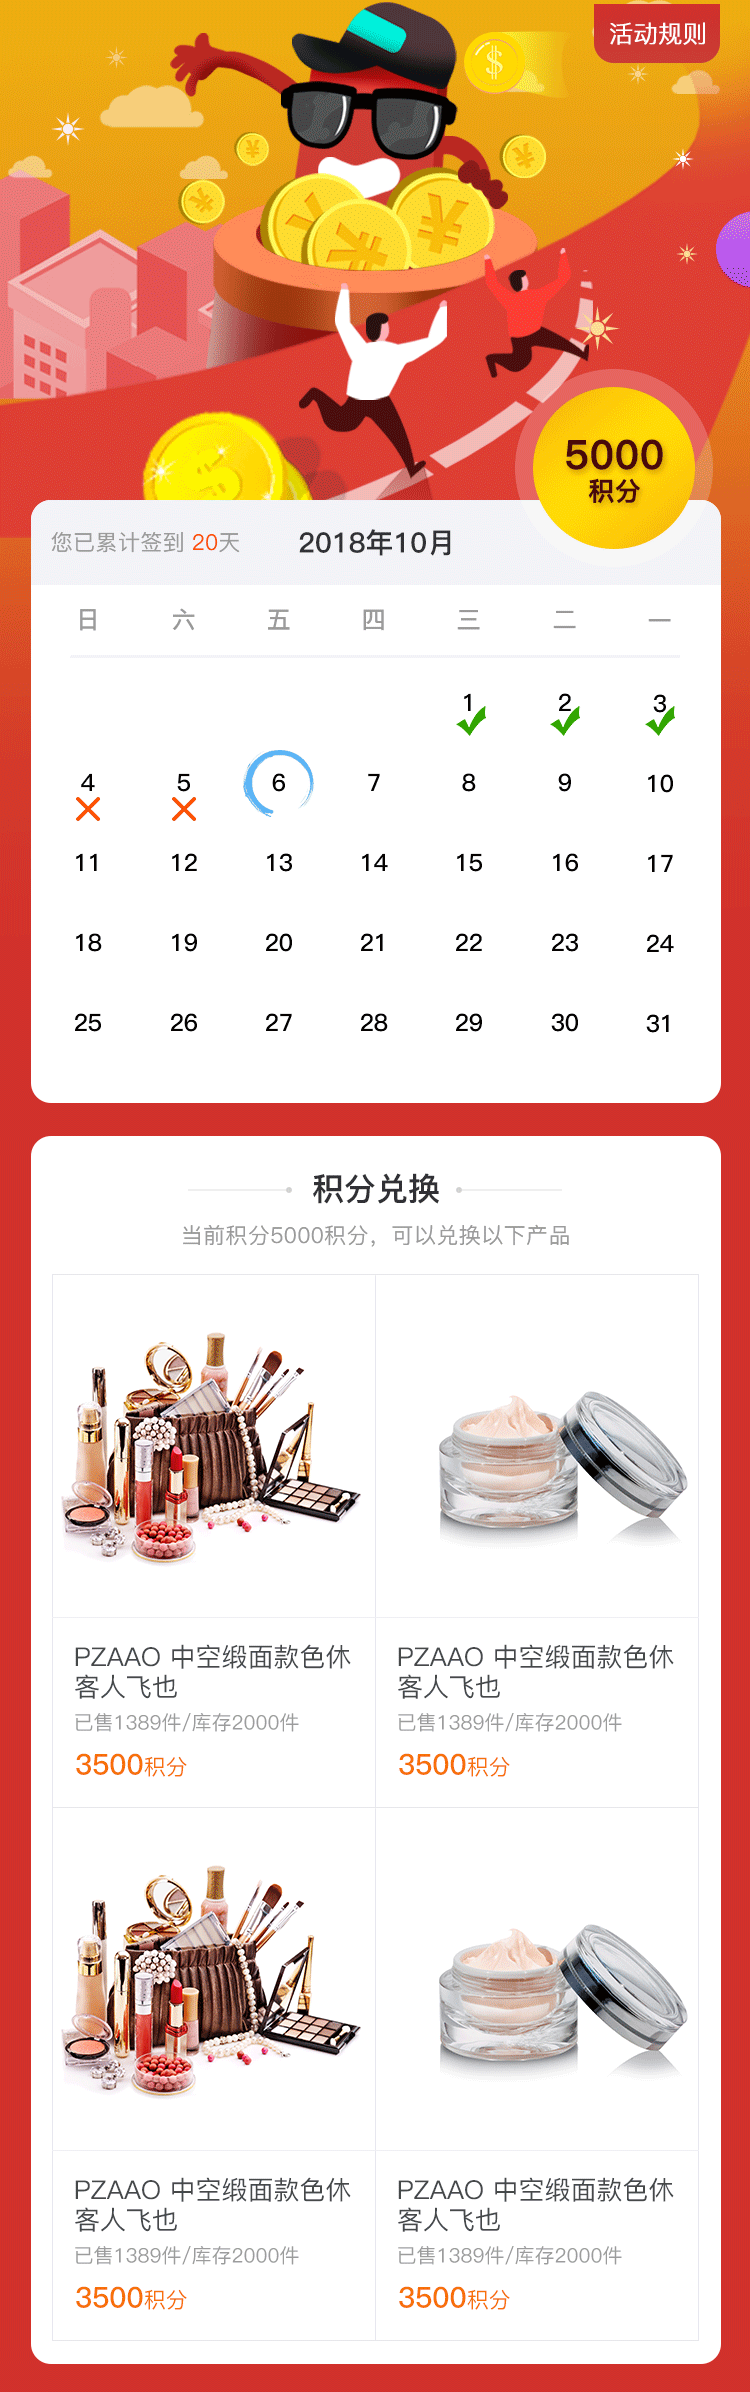 活动规则
5000
积分
您已累计签到 20天 2018年10月
日 六 五 四 三 二 一
1 2 3
4 5 6 7 8 9 10
11 12 13 14 15 16 17
18 19 20 21 22 23 24
25 26 27 28 29 30 31
积分兑换
当前积分5000积分，可以兑换以下产品
PZAAO 中空缎面款色休
客人飞也
已售1389件/库存2000件
3500积分
PZAAO 中空缎面款色休
客人飞也
已售1389件/库存2000件
3500积分
PZAAO 中空缎面款色休
客人飞也
已售1389件/库存2000件
3500积分
PZAAO 中空缎面款色休
客人飞也
已售1389件/库存2000件
3500积分